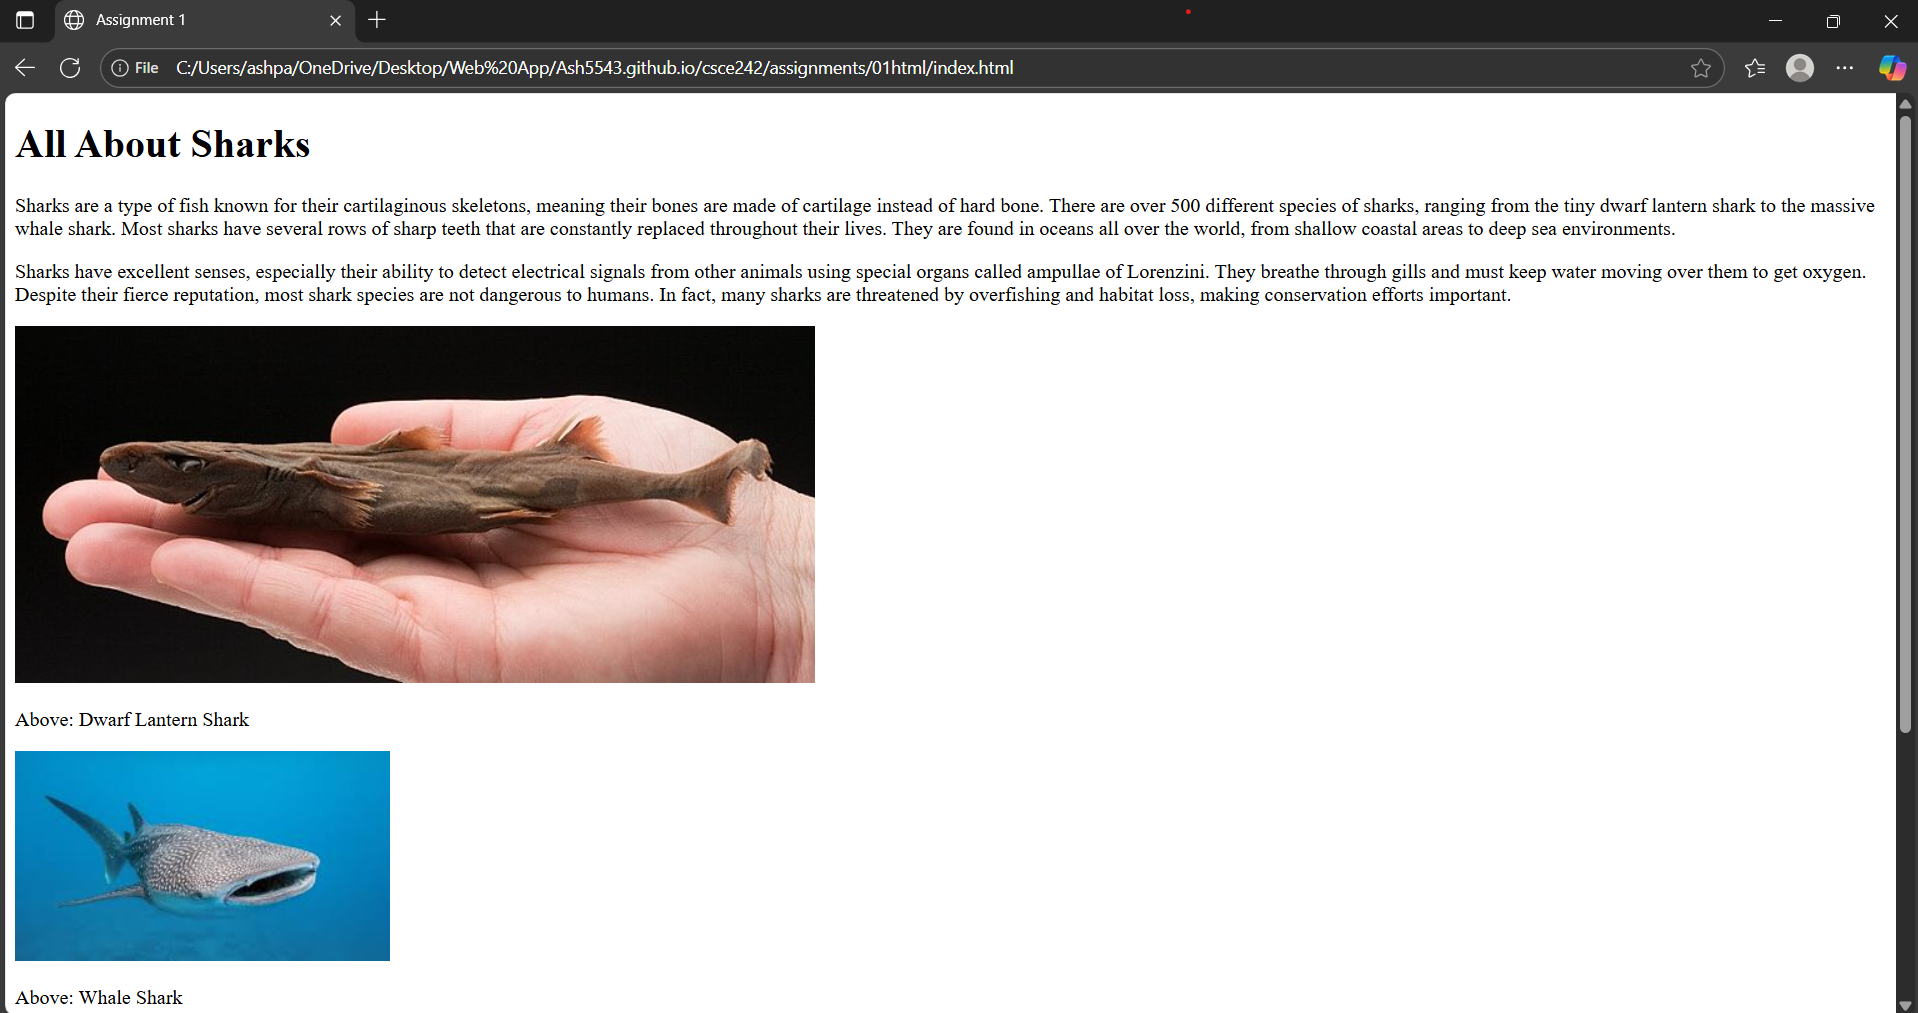 Assignment 1
File C:/Users/ashpa/OneDrive/Desktop/Web%20App/Ash5543.github.io/csce242/assignments/01html/index.html
All About Sharks
Sharks are a type of fish known for their cartilaginous skeletons, meaning their bones are made of cartilage instead of hard bone. There are over 500 different species of sharks, ranging from the tiny dwarf lantern shark to the massive
whale shark. Most sharks have several rows of sharp teeth that are constantly replaced throughout their lives. They are found in oceans all over the world, from shallow coastal areas to deep sea environments.
Sharks have excellent senses, especially their ability to detect electrical signals from other animals using special organs called ampullae of Lorenzini. They breathe through gills and must keep water moving over them to get oxygen.
Despite their fierce reputation, most shark species are not dangerous to humans. In fact, many sharks are threatened by overfishing and habitat loss, making conservation efforts important.
Above: Dwarf Lantern Shark
Above: Whale Shark